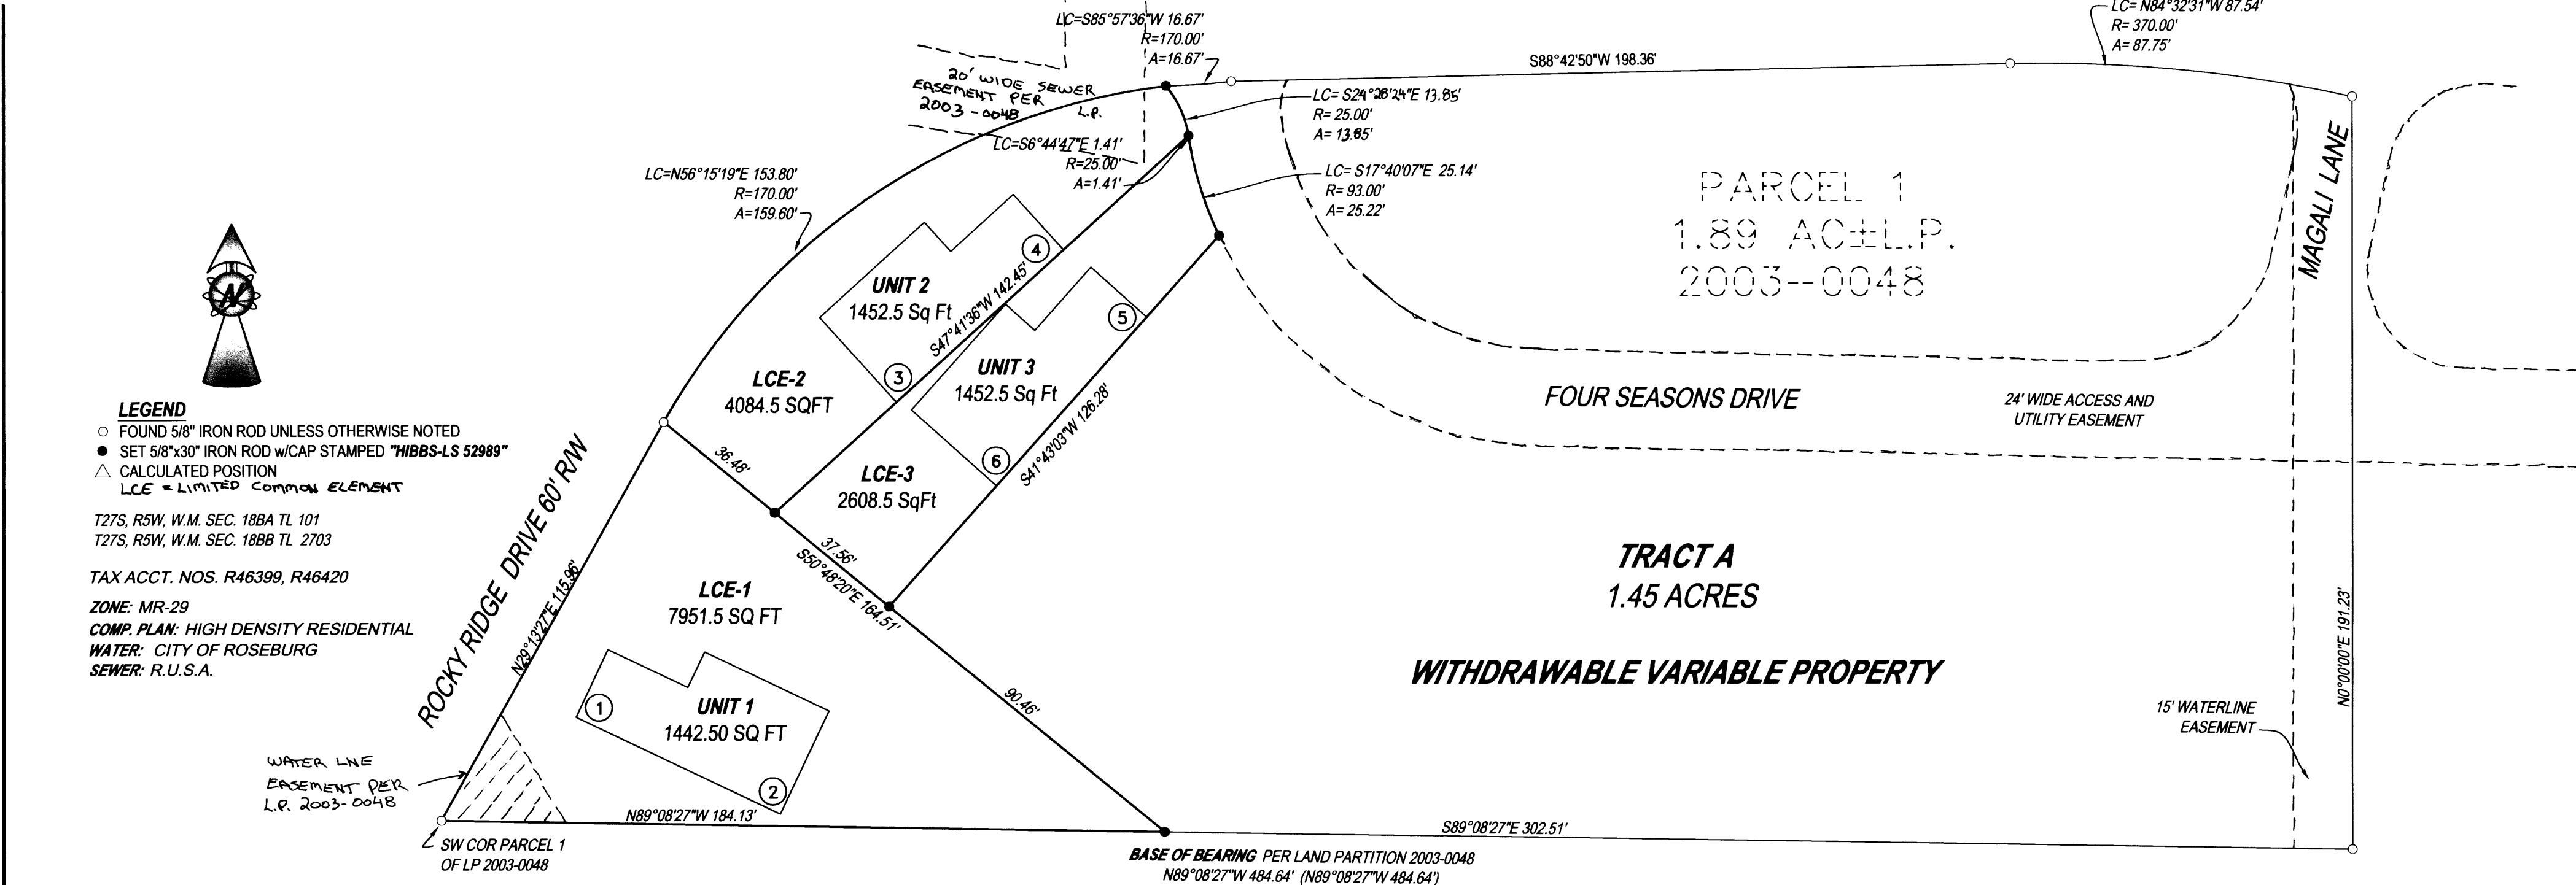 LC=S85°57'36"W 16.67'
R=170.00'
A=16.67'
S88°42'50"W 198.36'
LC= N84°32'31"W 87.54'
R= 370.00'
A= 87.75'
20' WIDE SEWER
EASEMENT PER
2003-0048 L.P.
LC=S6°44'47"E 1.41'
R=25.00'
A=1.41'
R= 25.00'
A= 13.85'
LC= S17°40'07"E 25.14'
R= 93.00'
A= 25.22'
LC=N56°15'19"E 153.80'
R=170.00'
A=159.60'
PARCEL 1
1.89 AC±L.P.
2003--0048
MAGALI LANE
N
UNIT 2
1452.5 Sq Ft
4
3
S47°41'36"W 142.45'
LCE-2
4084.5 SQFT
UNIT 3
1452.5 Sq Ft
5
6
S41°43'03"W 126.28'
LCE-3
2608.5 SqFt
FOUR SEASONS DRIVE
24' WIDE ACCESS AND
UTILITY EASEMENT
LEGEND
FOUND 5/8" IRON ROD UNLESS OTHERWISE NOTED
SET 5/8"x30" IRON ROD w/CAP STAMPED "HIBBS-LS 52989"
CALCULATED POSITION
LCE = LIMITED COMMON ELEMENT
T27S, R5W, W.M. SEC. 18BA TL 101
T27S, R5W, W.M. SEC. 18BB TL 2703
TAX ACCT. NOS. R46399, R46420
ZONE: MR-29
COMP. PLAN: HIGH DENSITY RESIDENTIAL
WATER: CITY OF ROSEBURG
SEWER: R.U.S.A.
ROCKY RIDGE DRIVE 60' R/W
N29°13'27"E 115.96'
36.48'
37.56'
S50°48'20"E 164.51'
90.46'
LCE-1
7951.5 SQ FT
UNIT 1
1442.50 SQ FT
1
2
TRACT A
1.45 ACRES
WITHDRAWABLE VARIABLE PROPERTY
15' WATERLINE
EASEMENT
N0°00'00"E 191.23'
WATER LNE
EASEMENT PER
L.P. 2003-0048
N89°08'27"W 184.13'
S89°08'27"E 302.51'
SW COR PARCEL 1
OF LP 2003-0048
BASE OF BEARING PER LAND PARTITION 2003-0048
N89°08'27"W 484.64' (N89°08'27"W 484.64')